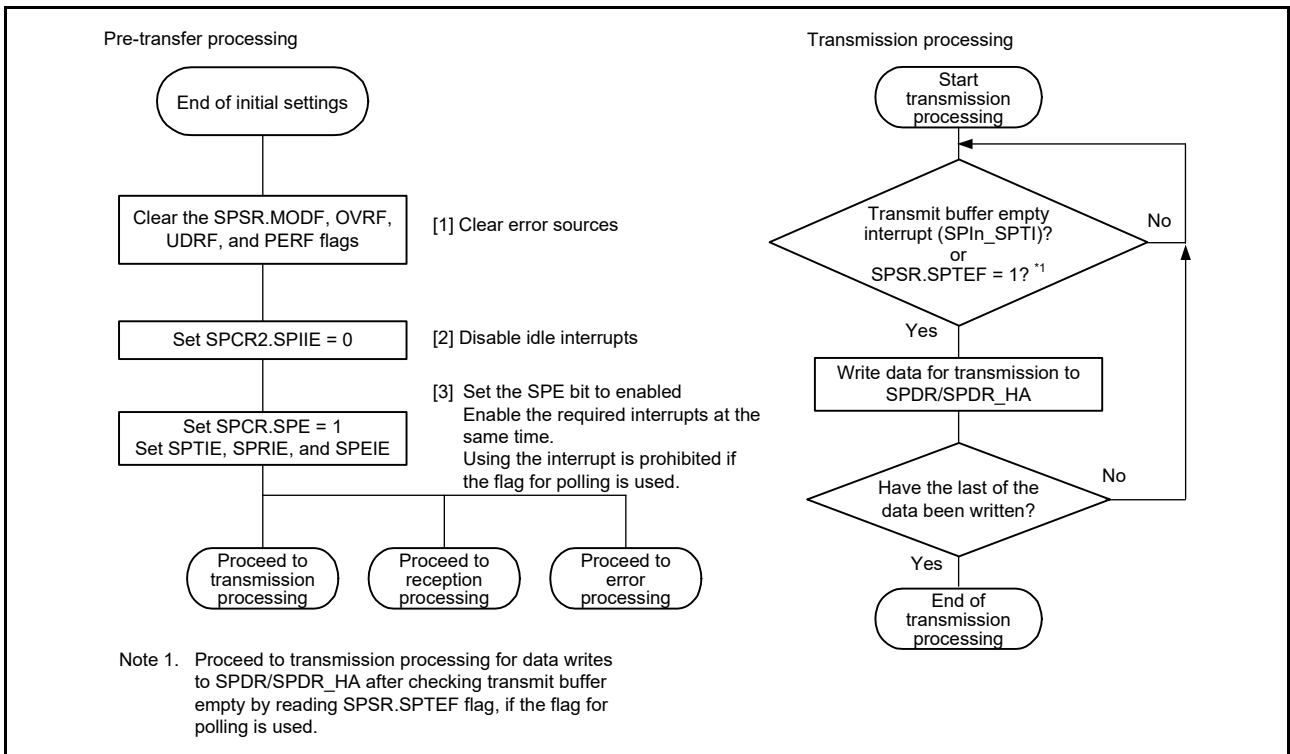 Pre-transfer processing
End of initial settings
Clear the SPSR.MODF, OVRF,
UDRF, and PERF flags
[1] Clear error sources
Set SPCR2.SPIIE = 0
[2] Disable idle interrupts
Set SPCR.SPE = 1
Set SPTIE, SPRIE, and SPEIE
[3] Set the SPE bit to enabled
Enable the required interrupts at the
same time.
Using the interrupt is prohibited if
the flag for polling is used.
Proceed to
transmission
processing
Proceed to
reception
processing
Proceed to
error
processing
Note 1. Proceed to transmission processing for data writes
to SPDR/SPDR_HA after checking transmit buffer
empty by reading SPSR.SPTEF flag, if the flag for
polling is used.
Transmission processing
Start
transmission
processing
Transmit buffer empty
interrupt (SPIn_SPTI)?
or
SPSR.SPTEF = 1? *1
No
Yes
Write data for transmission to
SPDR/SPDR_HA
Have the last of the
data been written?
No
Yes
End of
transmission
processing